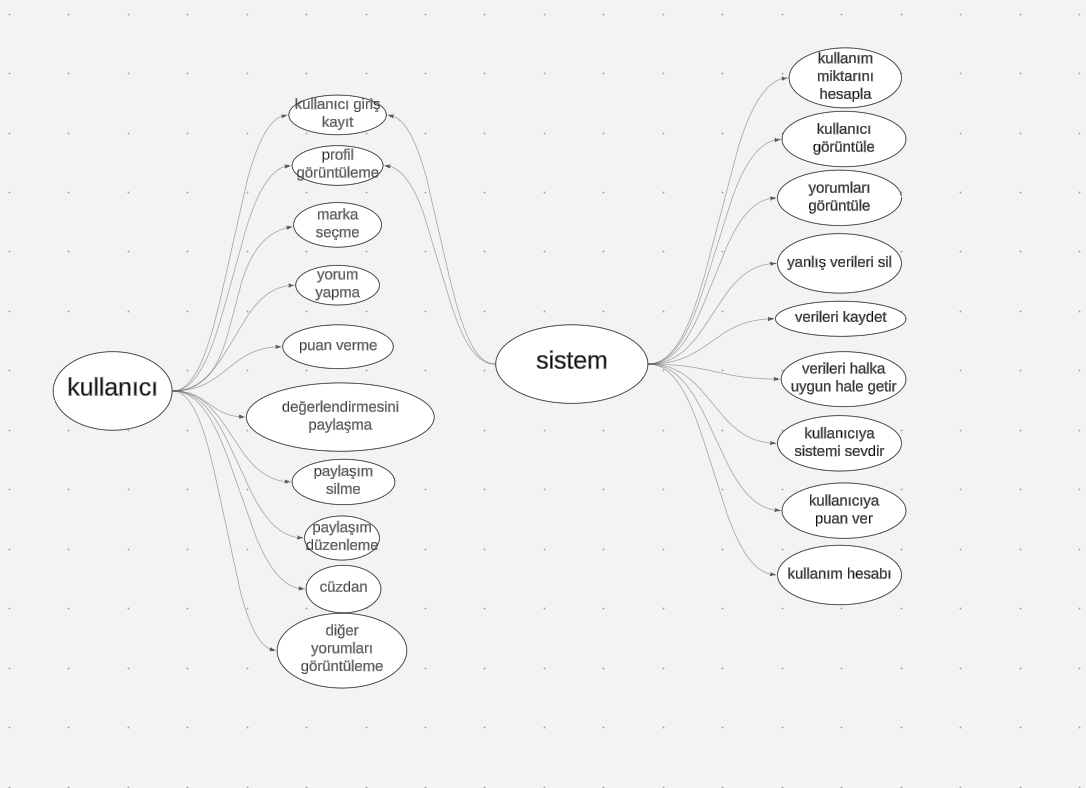 kullanıcı
kullanıcı giriş
kayıt
profil
görüntüleme
marka
seçme
yorum
yapma
puan verme
değerlendirmesini
paylaşma
paylaşım
silme
paylaşım
düzenleme
cüzdan
diğer
yorumları
görüntüleme
sistem
kullanım
miktarını
hesapla
kullanıcı
görüntüle
yorumları
görüntüle
yanlış verileri sil
verileri kaydet
verileri halka
uygun hale getir
kullanıcıya
sistemi sevdir
kullanıcıya
puan ver
kullanım hesabı